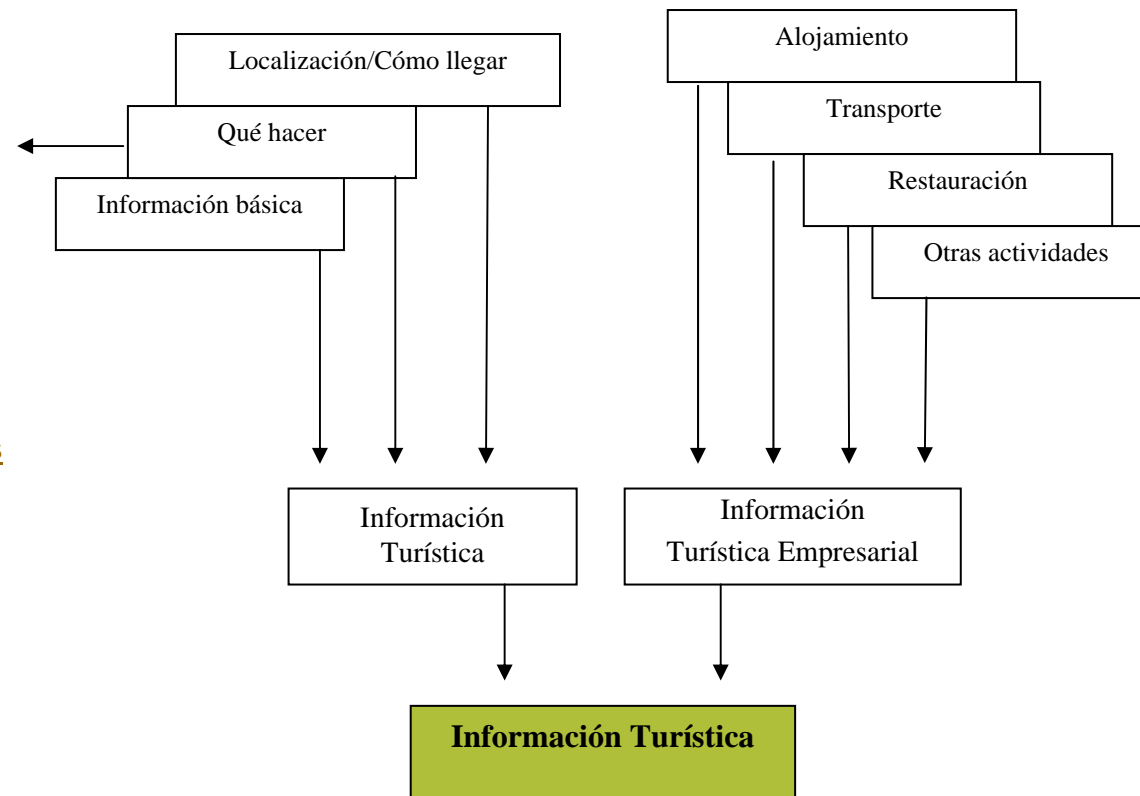 Localización/Cómo llegar
Qué hacer
Información básica
Alojamiento
Transporte
Restauración
Otras actividades
Información
Turística
Información
Turística Empresarial
Información Turística